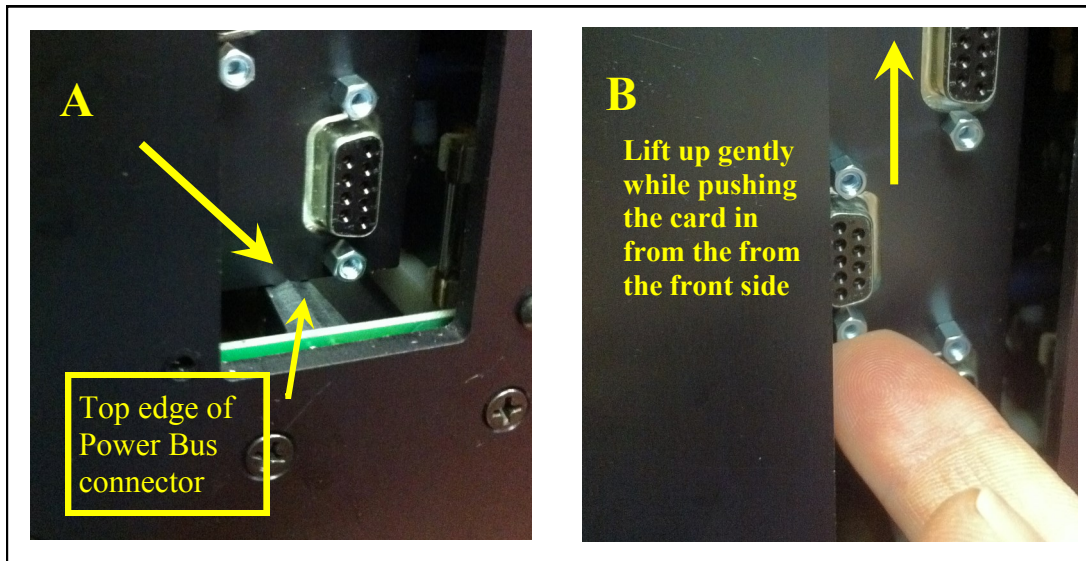 A
Top edge of
Power Bus
connector
B
Lift up gently
while pushing
the card in
from the from
the front side